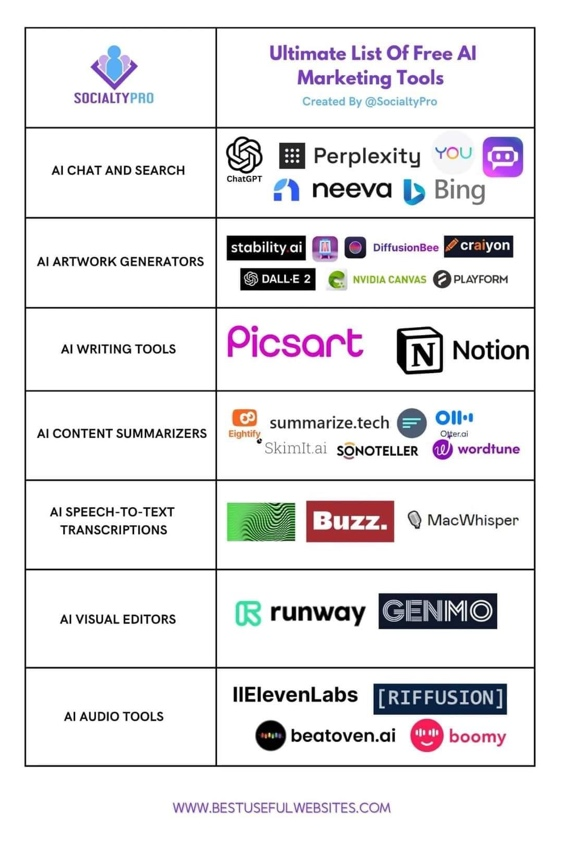 SOCIALTYPRO
Ultimate List Of Free AI
Marketing Tools
Created By @SocialtyPro
AI CHAT AND SEARCH
ChatGPT
Perplexity
YOU
neeva
Bing
AI ARTWORK GENERATORS
stability.ai
DiffusionBee
craiyon
DALL·E 2
NVIDIA CANVAS
PLAYFORM
AI WRITING TOOLS
Picsart
Notion
AI CONTENT SUMMARIZERS
Eightify
summarize.tech
Otter.ai
SkimIt.ai
SONOTELLER
wordtune
AI SPEECH-TO-TEXT
TRANSCRIPTIONS
Buzz.
MacWhisper
AI VISUAL EDITORS
runway
GENMO
AI AUDIO TOOLS
IIElevenLabs
[RIFFUSION]
beatoven.ai
boomy
WWW.BESTUSEFULWEBSITES.COM